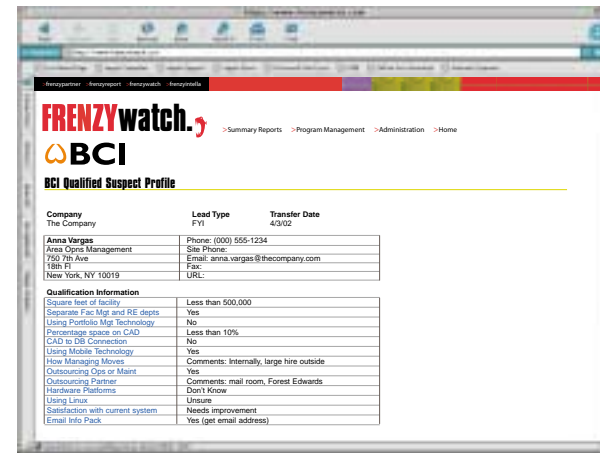 frenzypartner frenzyreport frenzywatch frenzyintella
FRENZYwatch.
>Summary Reports >Program Management >Administration >Home
BCI
BCI Qualified Suspect Profile
Company Lead Type Transfer Date
The Company FYI 4/3/02
Anna Vargas Phone: (000) 555-1234
Area Opns Management Site Phone:
750 7th Ave Email: anna.vargas@thecompany.com
18th Fl Fax:
New York, NY 10019 URL:
Qualification Information
Square feet of facility Less than 500,000
Separate Fac Mgt and RE depts Yes
Using Portfolio Mgt Technology No
Percentage space on CAD Less than 10%
CAD to DB Connection No
Using Mobile Technology Yes
How Managing Moves Comments: Internally, large hire outside
Outsourcing Ops or Maint Yes
Outsourcing Partner Comments: mail room, Forest Edwards
Hardware Platforms Don't Know
Using Linux Unsure
Satisfaction with current system Needs improvement
Email Info Pack Yes (get email address)